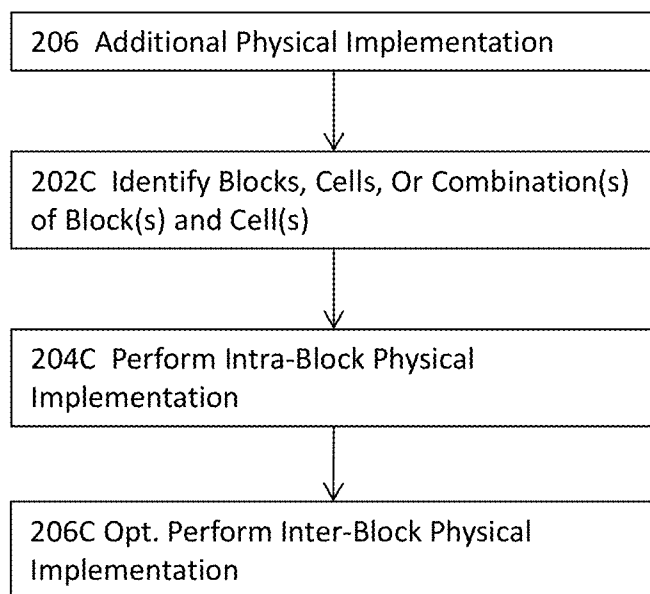 206 Additional Physical Implementation
202C Identify Blocks, Cells, Or Combination(s)
of Block(s) and Cell(s)
204C Perform Intra-Block Physical
Implementation
206C Opt. Perform Inter-Block Physical
Implementation